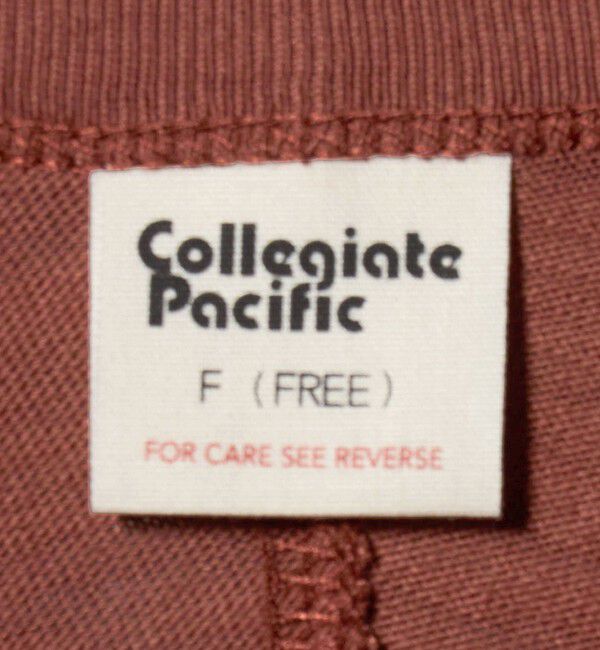 Collegiate
Pacific
F (FREE)
FOR CARE SEE REVERSE